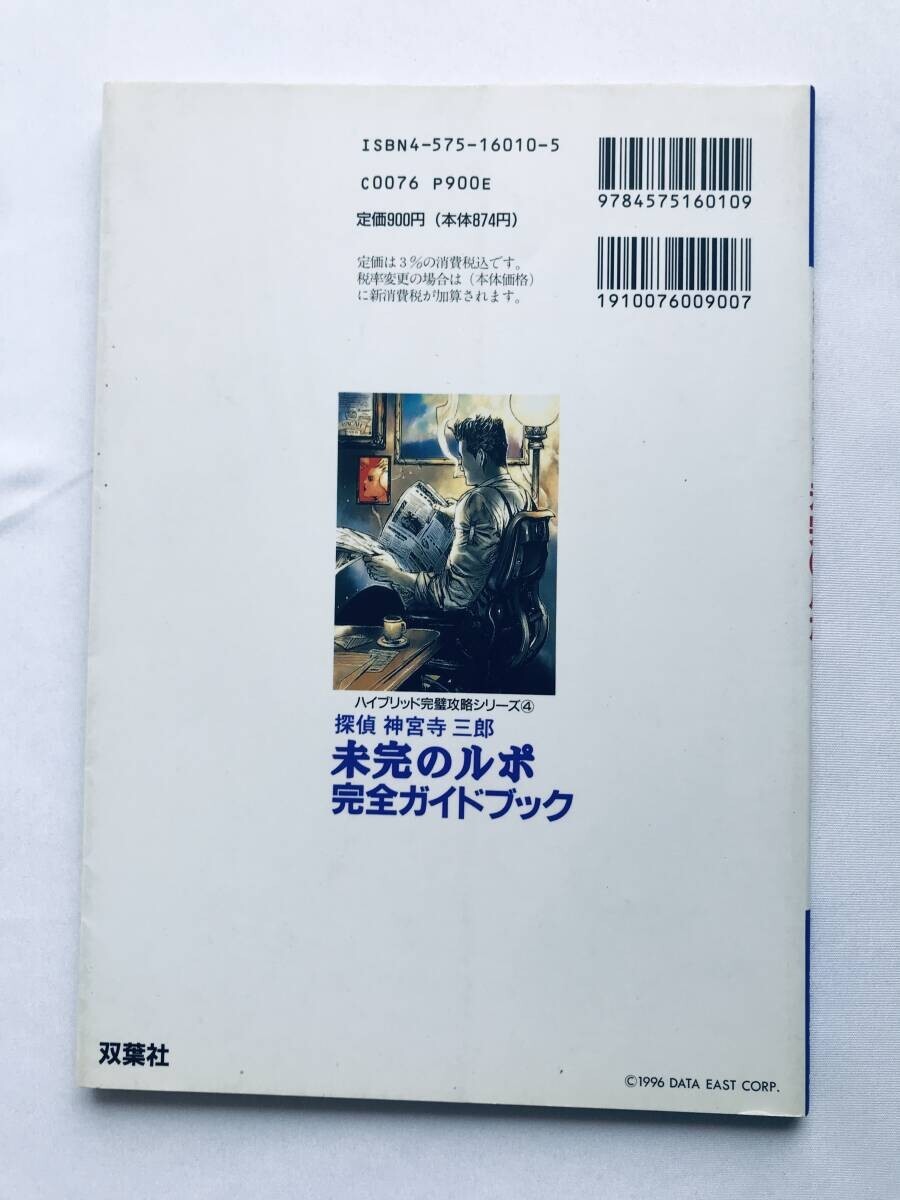 ISBN4-575-16010-5
C0076 P900E
定価900円（本体874円）
定価は3%の消費税込です。
税率変更の場合は（本体価格）
に新消費税が加算されます。
9784575160109
1910076009007
ハイブリッド完璧攻略シリーズ④
探偵 神宮寺 三郎
未完のルポ
完全ガイドブック
双葉社
©1996 DATA EAST CORP.